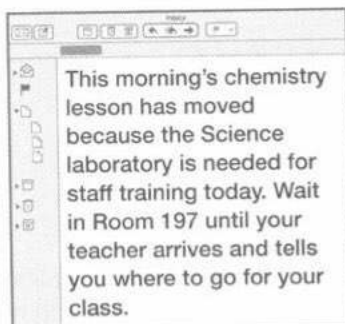 This morning's chemistry
lesson has moved
because the Science
laboratory is needed for
staff training today. Wait
in Room 197 until your
teacher arrives and tells
you where to go for your
class.